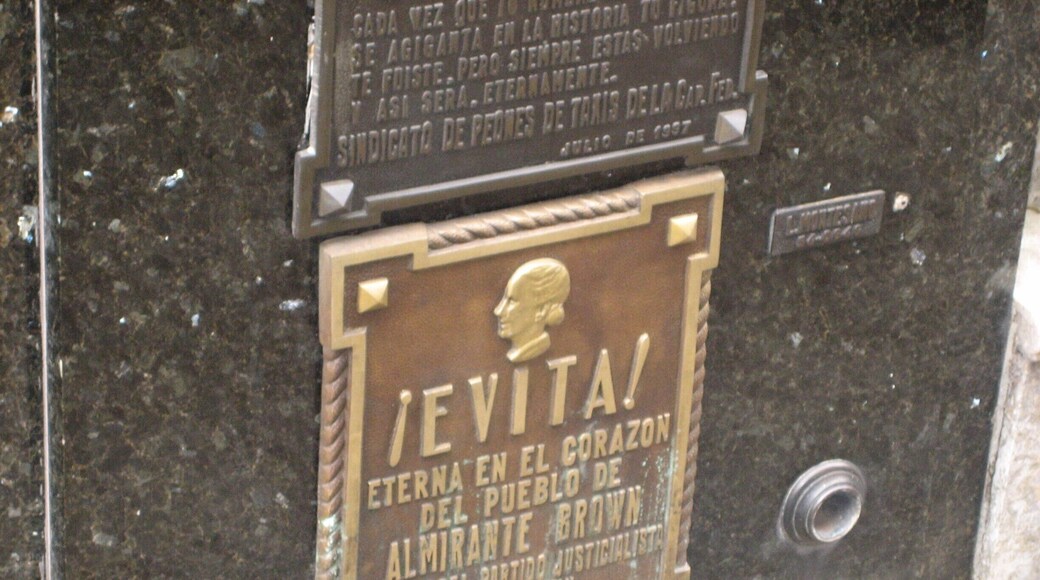 CADA VEZ QUE TU NOMBRE
SE AGIGANTA EN LA HISTORIA TU FIGURA
TE FUISTE, PERO SIEMPRE ESTAS VOLVIENDO
Y ASI SERA, ETERNAMENTE.
SINDICATO DE PEONES DE TAXIS DE LA CAP. FED.
JULIO DE 1997
¡EVITA!
ETERNA EN EL CORAZON
DEL PUEBLO DE
ALMIRANTE BROWN
PARTIDO JUSTICIALISTA